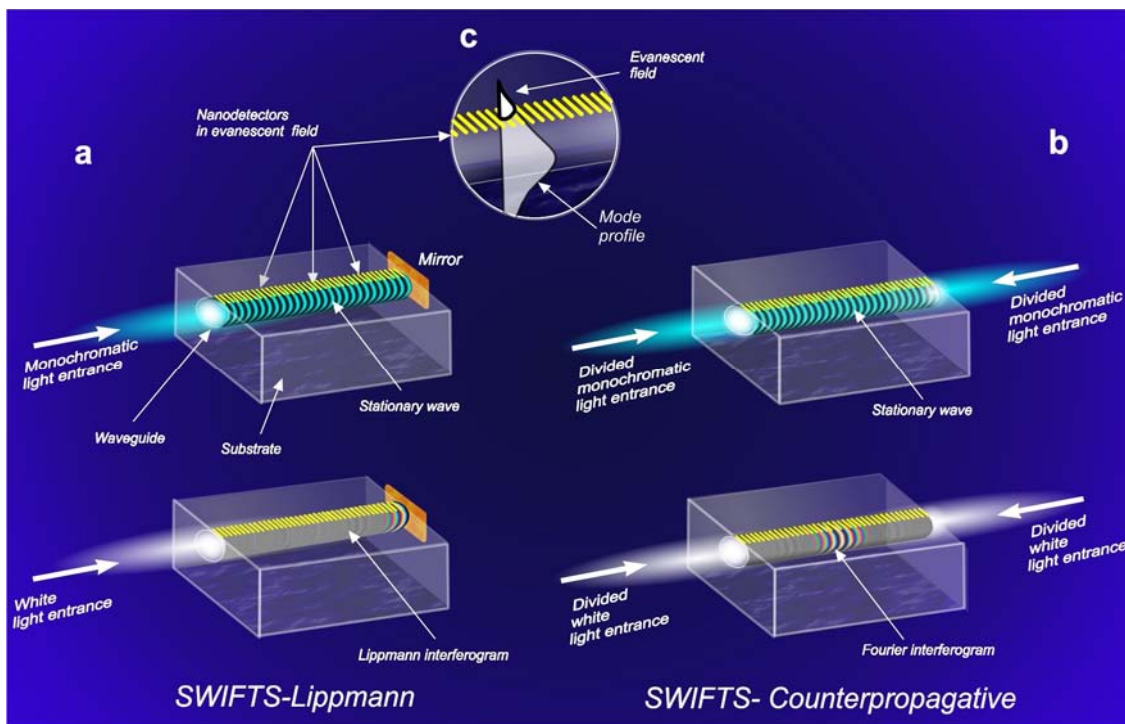 c
Evanescent
field
Nanodetectors
in evanescent field
a
b
Mode
profile
Mirror
Monochromatic
light entrance
Waveguide
Substrate
Stationary wave
Divided
monochromatic
light entrance
Divided
monochromatic
light entrance
Stationary wave
White
light entrance
Lippmann interferogram
Divided
white
light entrance
Divided
white
light entrance
Fourier interferogram
SWIFTS-Lippmann
SWIFTS- Counterpropagative